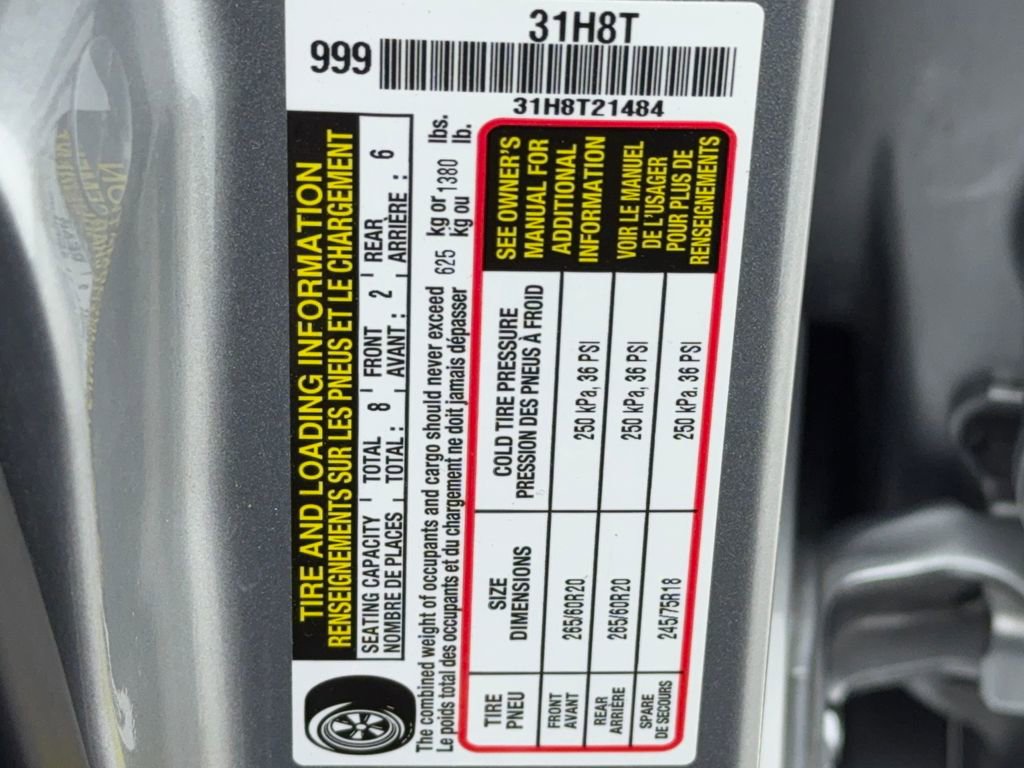 31H8T
999
31H8T21484
TIRE AND LOADING INFORMATION
RENSEIGNEMENTS SUR LES PNEUS ET LE CHARGEMENT
SEATING CAPACITY TOTAL 8 FRONT 2 REAR 6
NOMBRE DE PLACES TOTAL : AVANT : ARRIÈRE :
The combined weight of occupants and cargo should never exceed 625 kg or 1380 lbs.
Le poids total des occupants et du chargement ne doit jamais dépasser kg ou lb.
TIRE SIZE COLD TIRE PRESSURE
PNEU DIMENSIONS PRESSION DES PNEUS À FROID
FRONT 265/60R20 250 kPa, 36 PSI
AVANT
REAR 265/60R20 250 kPa, 36 PSI
ARRIÈRE
SPARE 245/75R18 250 kPa. 36 PSI
DE SECOURS
SEE OWNER'S
MANUAL FOR
ADDITIONAL
INFORMATION
VOIR LE MANUEL
DE L'USAGER
POUR PLUS DE
RENSEIGNEMENTS